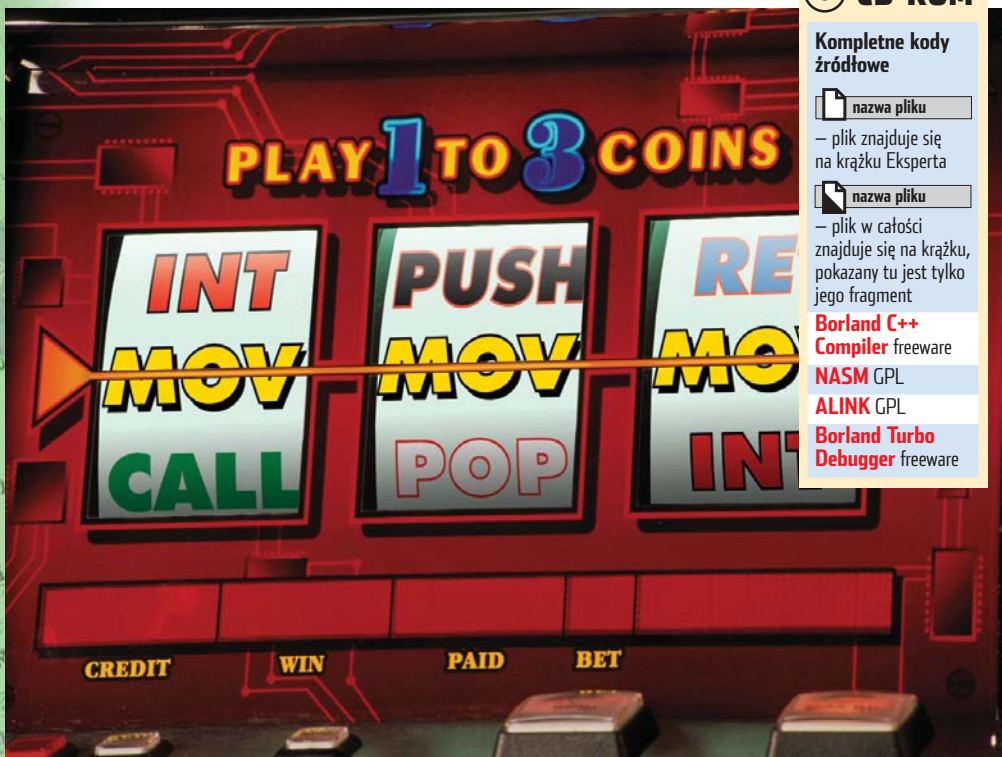 CD-ROM
Kompletne kody
źródłowe
nazwa pliku
– plik znajduje się
na krążku Eksperta
nazwa pliku
– plik w całości
znajduje się na krążku,
pokazany tu jest tylko
jego fragment
Borland C++
Compiler freeware
NASM GPL
ALINK GPL
Borland Turbo
Debugger freeware
PLAY 1 TO 3 COINS
INT PUSH RE
MOV MOV MO
CALL POP INT
CREDIT WIN PAID BET